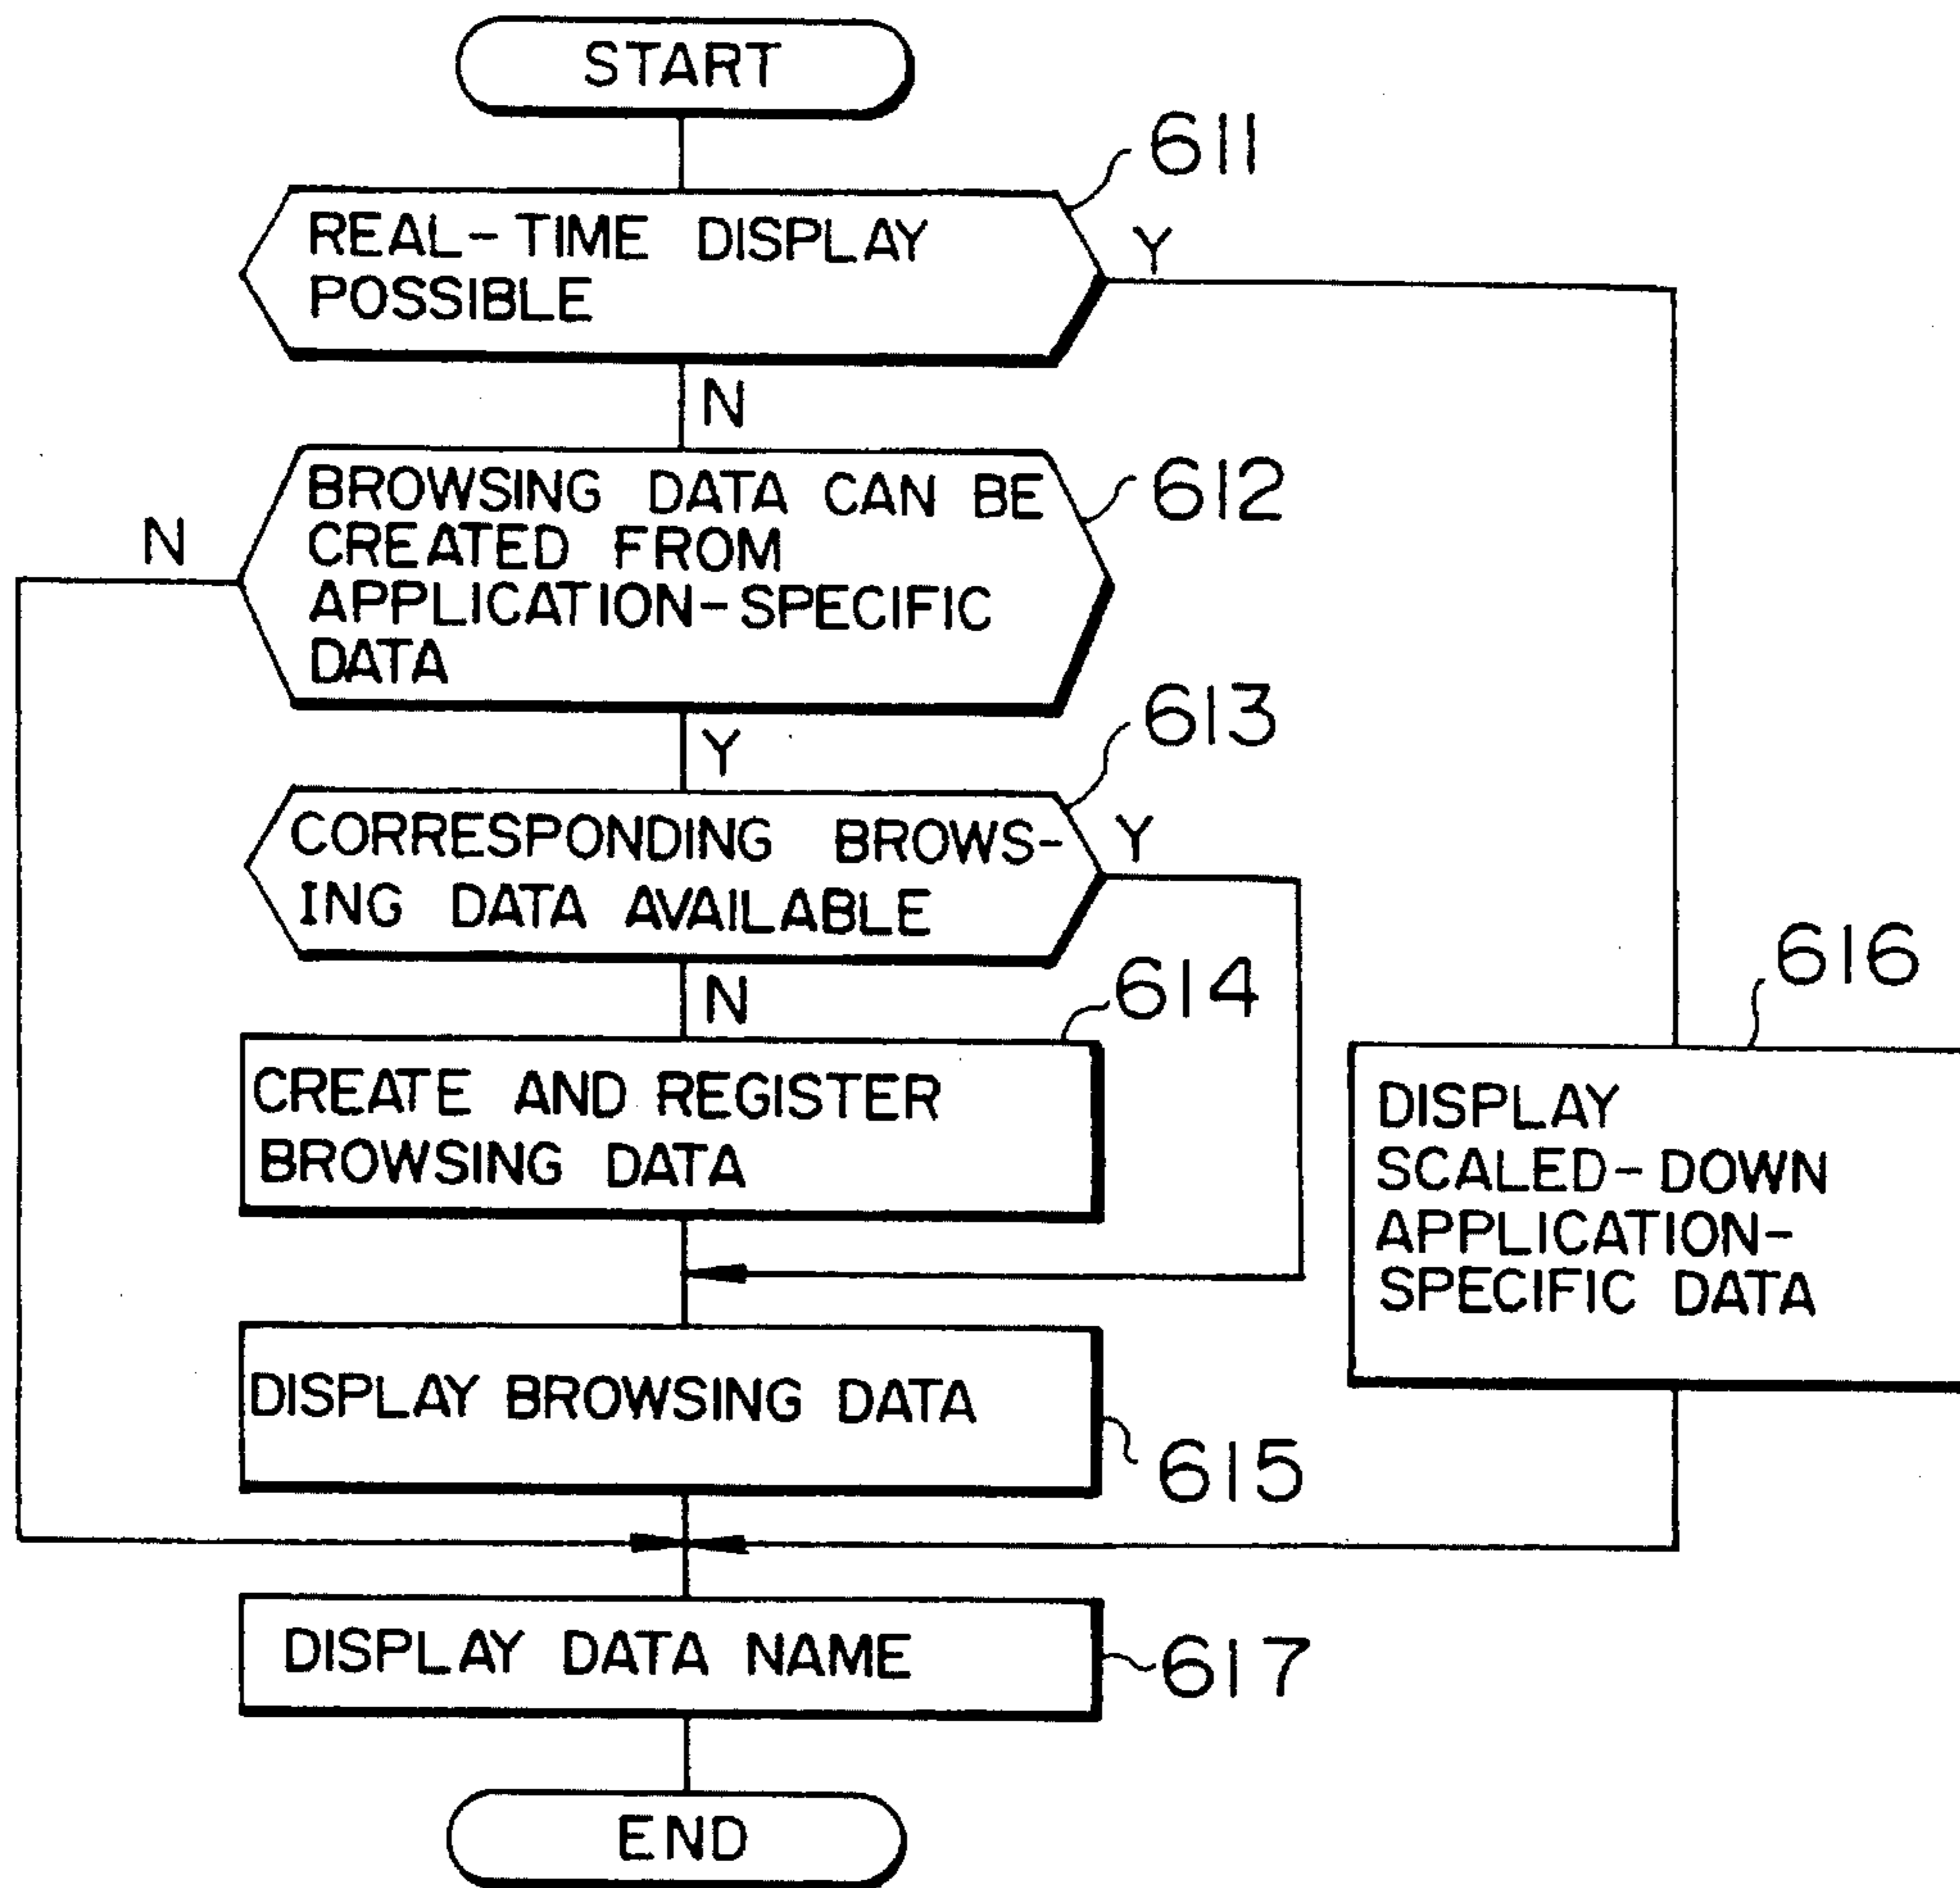 START
611
REAL-TIME DISPLAY
POSSIBLE
Y
N
612
BROWSING DATA CAN BE
CREATED FROM
APPLICATION-SPECIFIC
DATA
N
Y
613
CORRESPONDING BROWS-
ING DATA AVAILABLE
Y
N
614
CREATE AND REGISTER
BROWSING DATA
616
DISPLAY
SCALED-DOWN
APPLICATION-
SPECIFIC DATA
DISPLAY BROWSING DATA
615
DISPLAY DATA NAME
617
END